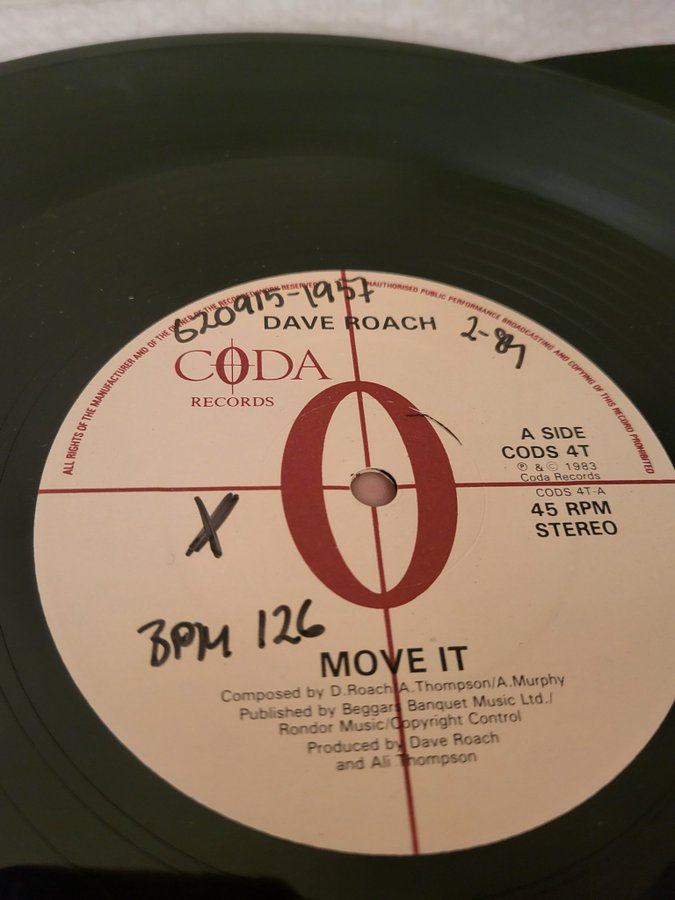 ALL RIGHTS OF THE MANUFACTURER AND OF THE OWNER OF THE RECORDED WORK RESERVED
UNAUTHORISED PUBLIC PERFORMANCE BROADCASTING AND COPYING OF THIS RECORD PROHIBITED
620915-1957
DAVE ROACH
2-89
CODA
RECORDS
A SIDE
CODS 4T
℗ & © 1983
Coda Records
CODS 4T-A
45 RPM
STEREO
X
BPM 126
MOVE IT
Composed by D.Roach/A.Thompson/A.Murphy
Published by Beggars Banquet Music Ltd./
Rondor Music/Copyright Control
Produced by Dave Roach
and Ali Thompson